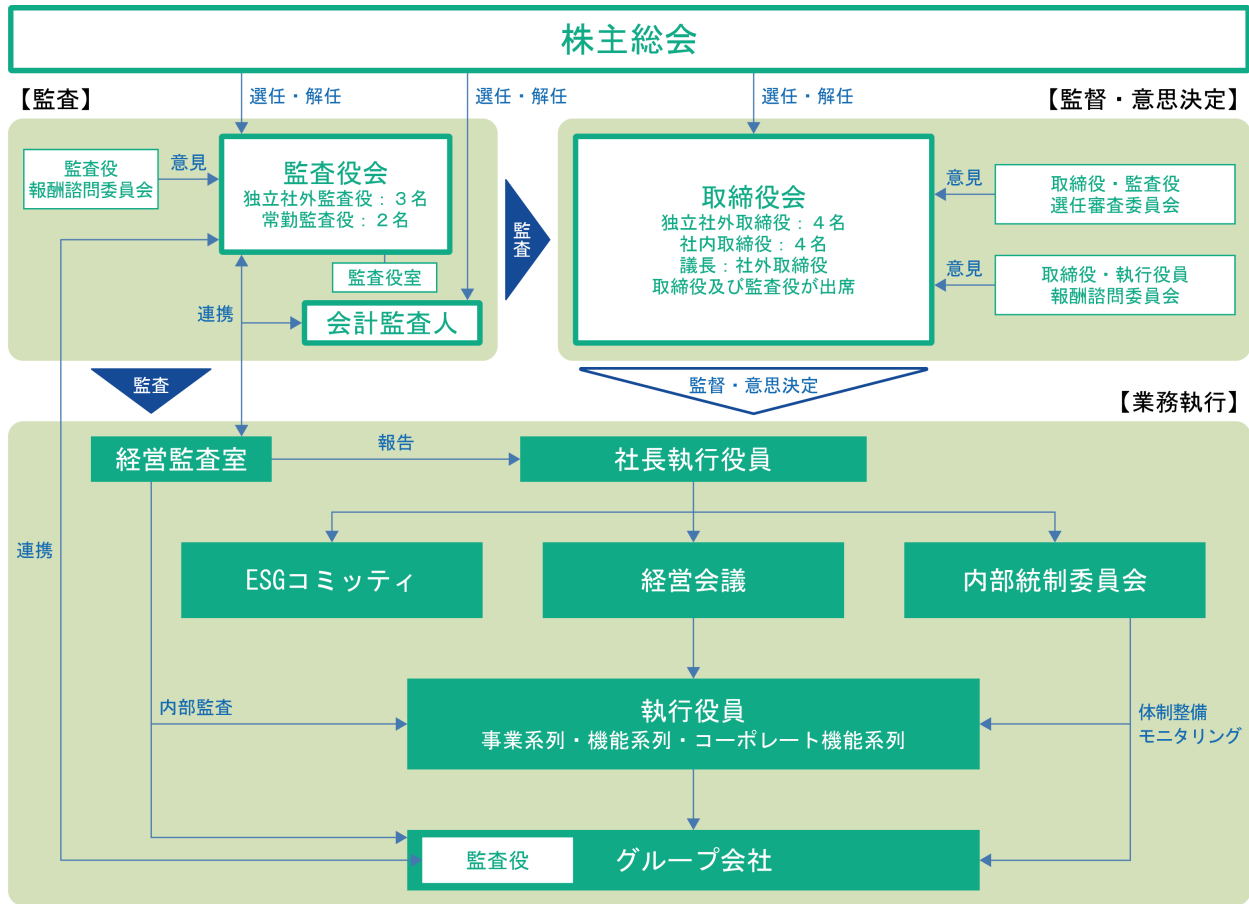 株主総会
【監査】
選任・解任
選任・解任
選任・解任
【監督・意思決定】
監査役
報酬諮問委員会
意見
監査役会
独立社外監査役：３名
常勤監査役：２名
監査役室
連携
会計監査人
監査
取締役会
独立社外取締役：４名
社内取締役：４名
議長：社外取締役
取締役及び監査役が出席
意見
取締役・監査役
選任審査委員会
意見
取締役・執行役員
報酬諮問委員会
監査
監督・意思決定
【業務執行】
経営監査室
報告
社長執行役員
連携
ESGコミッティ
経営会議
内部統制委員会
内部監査
執行役員
事業系列・機能系列・コーポレート機能系列
体制整備
モニタリング
監査役
グループ会社